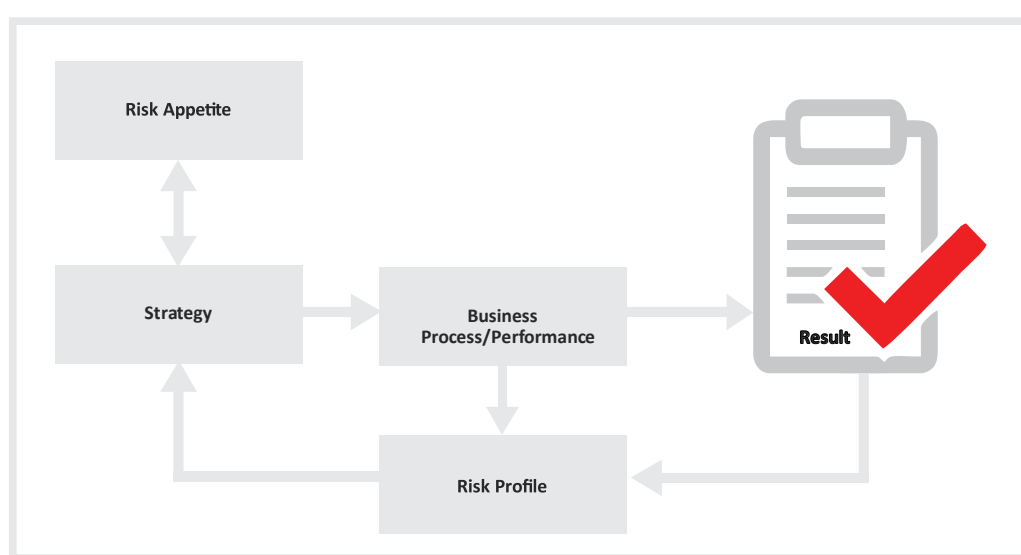 Risk Appetite
Strategy
Business
Process/Performance
Result
Risk Profile